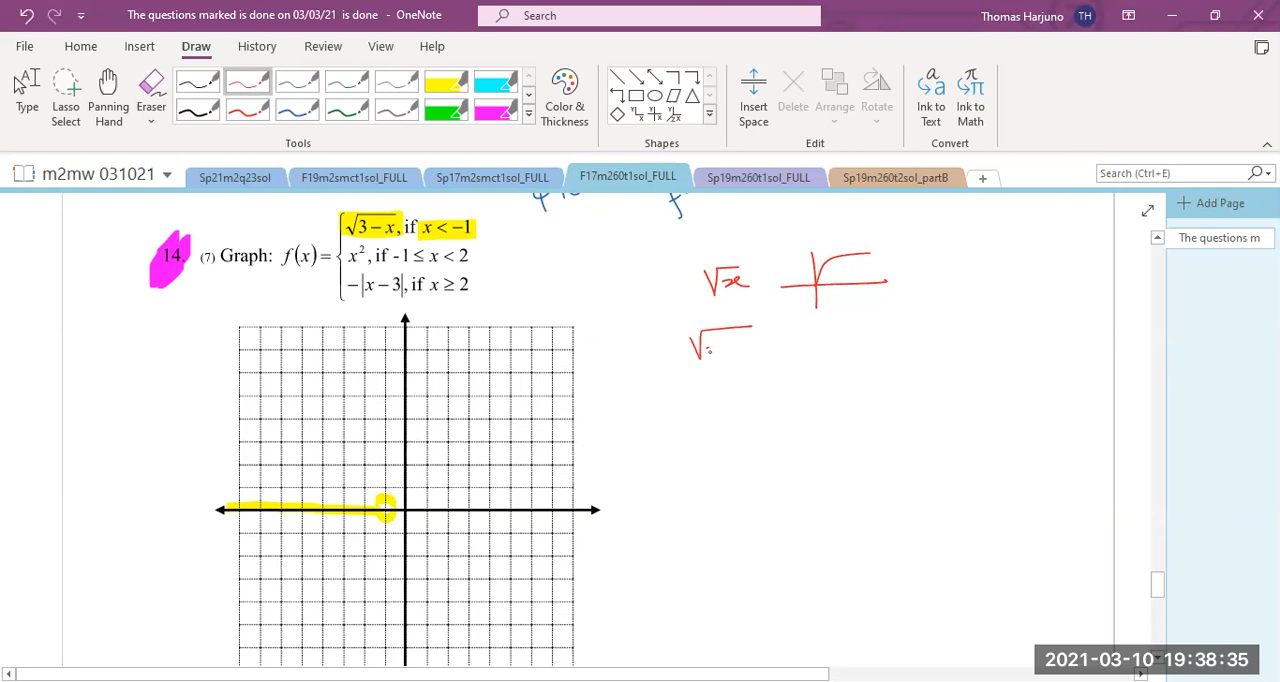 The questions marked is done on 03/03/21 is done - OneNote
Search
Thomas Harjuno
TH
File
Home
Insert
Draw
History
Review
View
Help
Type
Lasso
Select
Panning
Hand
Eraser
Color &
Thickness
Insert
Space
Delete
Arrange
Rotate
Ink to
Text
Ink to
Math
Tools
Shapes
Edit
Convert
m2mw 031021
Sp21m2q23sol
F19m2smct1sol_FULL
Sp17m2smct1sol_FULL
F17m260t1sol_FULL
Sp19m260t1sol_FULL
Sp19m260t2sol_partB
Search (Ctrl+E)
Add Page
The questions m
√3−x, if x < −1
14. (7) Graph: f(x) = x², if -1 ≤ x < 2
−|x−3|, if x ≥ 2
√x
√
2021-03-10 19:38:35